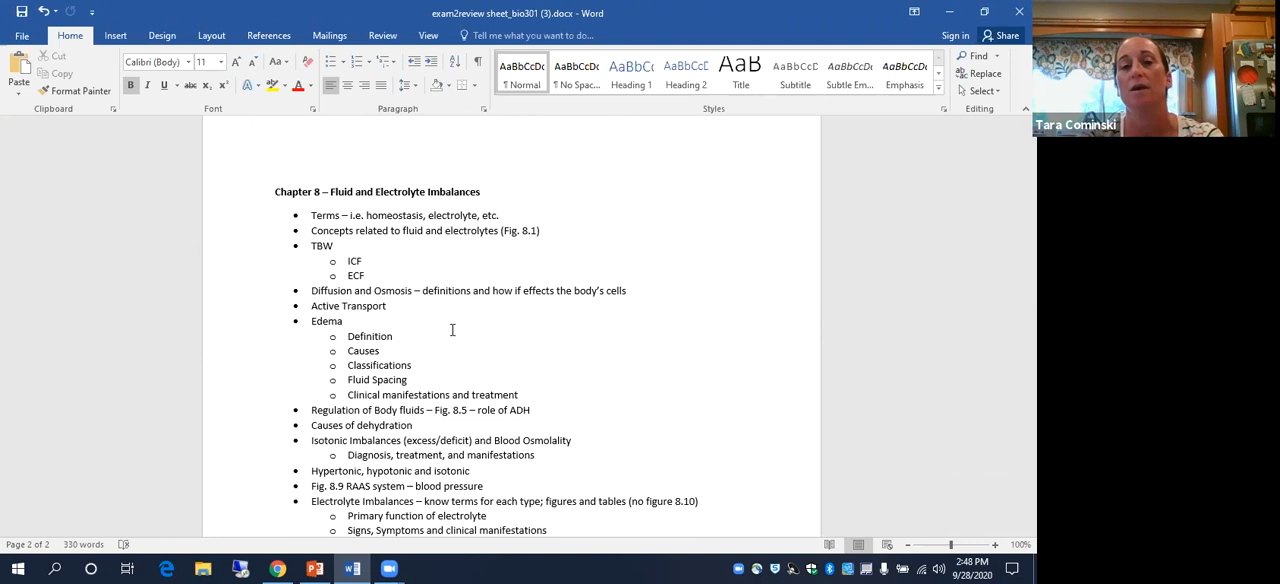 exam2review sheet_bio301 (3).docx - Word
File Home Insert Design Layout References Mailings Review View Tell me what you want to do... Sign in Share
Paste Cut Copy Format Painter
Calibri (Body) 11
AaBbCcDc AaBbCcDc AaBbC AaBbCcD AaB AaBbCcD AaBbCcDc AaBbCcDc
¶ Normal ¶ No Spac... Heading 1 Heading 2 Title Subtitle Subtle Em... Emphasis
Find Replace Select
Clipboard Font Paragraph Styles Editing
Tara Cominski
Chapter 8 – Fluid and Electrolyte Imbalances
• Terms – i.e. homeostasis, electrolyte, etc.
• Concepts related to fluid and electrolytes (Fig. 8.1)
• TBW
o ICF
o ECF
• Diffusion and Osmosis – definitions and how if effects the body's cells
• Active Transport
• Edema
o Definition
o Causes
o Classifications
o Fluid Spacing
o Clinical manifestations and treatment
• Regulation of Body fluids – Fig. 8.5 – role of ADH
• Causes of dehydration
• Isotonic Imbalances (excess/deficit) and Blood Osmolality
o Diagnosis, treatment, and manifestations
• Hypertonic, hypotonic and isotonic
• Fig. 8.9 RAAS system – blood pressure
• Electrolyte Imbalances – know terms for each type; figures and tables (no figure 8.10)
o Primary function of electrolyte
o Signs, Symptoms and clinical manifestations
Page 2 of 2 330 words 100%
2:48 PM
9/28/2020